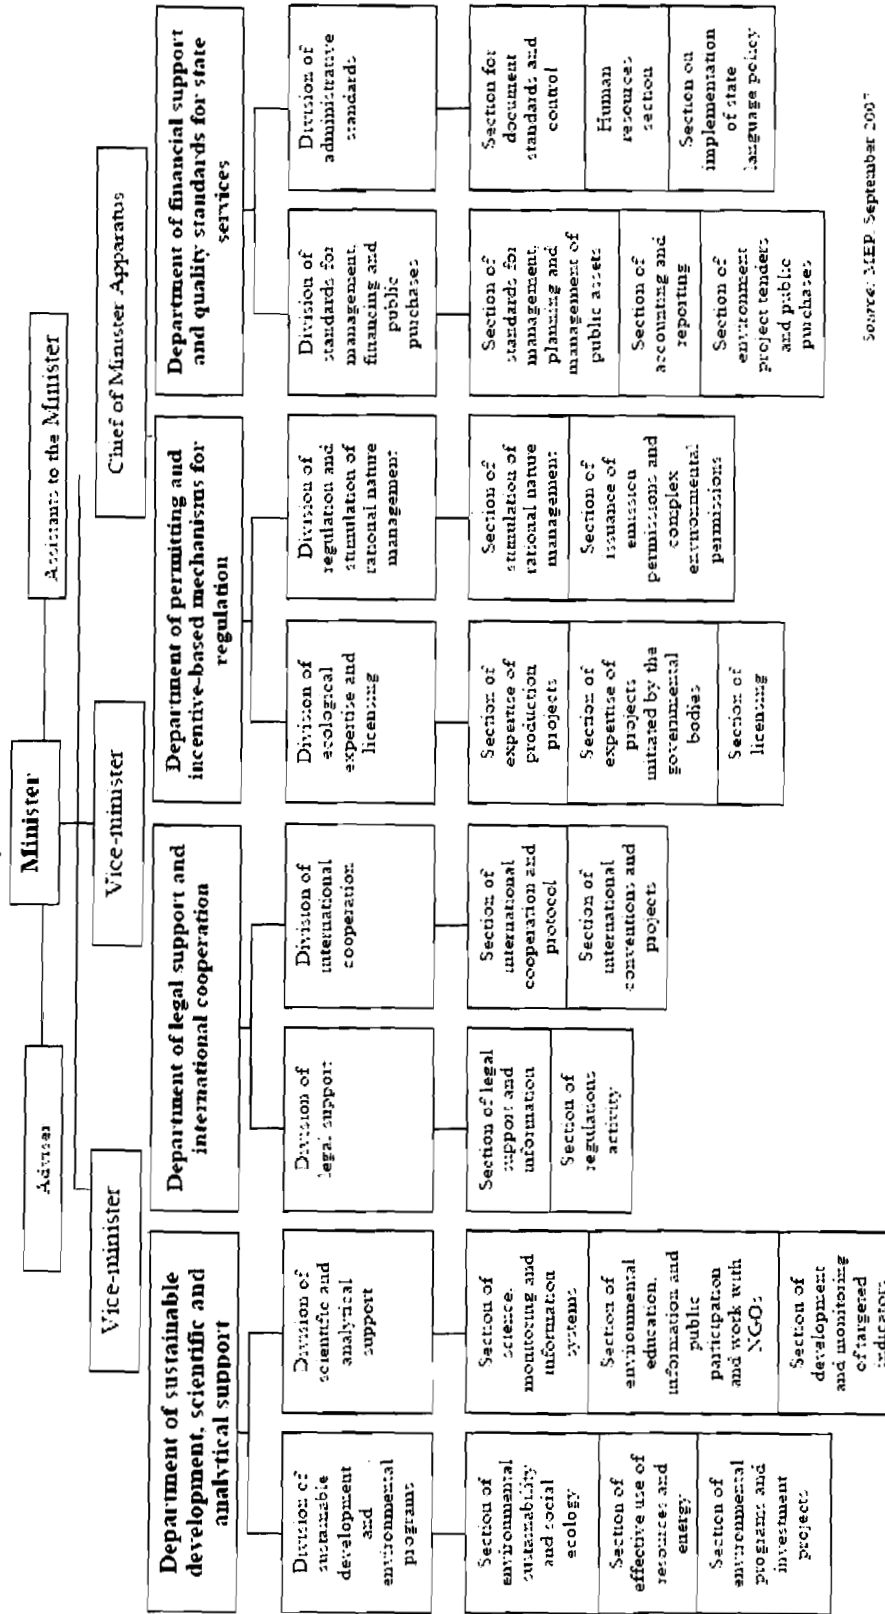 Minister
Adviser
Assistants to the Minister
Vice-minister
Vice-minister
Chief of Minister Apparatus
Department of sustainable
development, scientific and
analytical support
Division of
sustainable
development
and
environmental
programs
Section of
environmental
sustainability
and social
ecology
Section of
effective use of
resources and
energy
Section of
environmental
programs and
investment
projects
Division of
scientific and
analytical
support
Section of
science,
monitoring and
information
systems
Section of
environmental
education,
information and
public
participation
and work with
NGOs
Section of
development
and monitoring
of targeted
indicators
Department of legal support and
international cooperation
Division of
legal support
Section of legal
support and
information
Section of
regulations
activity
Division of
international
cooperation
Section of
international
cooperation and
protocol
Section of
international
conventions and
projects
Department of permitting and
incentive-based mechanisms for
regulation
Division of
ecological
expertise and
licensing
Section of
expertise of
production
projects
Section of
expertise of
projects
initiated by the
governmental
bodies
Section of
licensing
Division of
regulation and
stimulation of
rational nature
management
Section of
stimulation of
rational nature
management
Section of
issuance of
emission
permissions and
complex
environmental
permissions
Department of financial support
and quality standards for state
services
Division of
standards for
management,
financing and
public
purchases
Section of
standards for
management,
planning and
management of
public assets
Section of
accounting and
reporting
Section of
environment
project tenders
and public
purchases
Division of
administrative
standards
Section for
document
standards and
control
Human
resources
section
Section on
implementation
of state
language policy
Source: MEP, September 2007